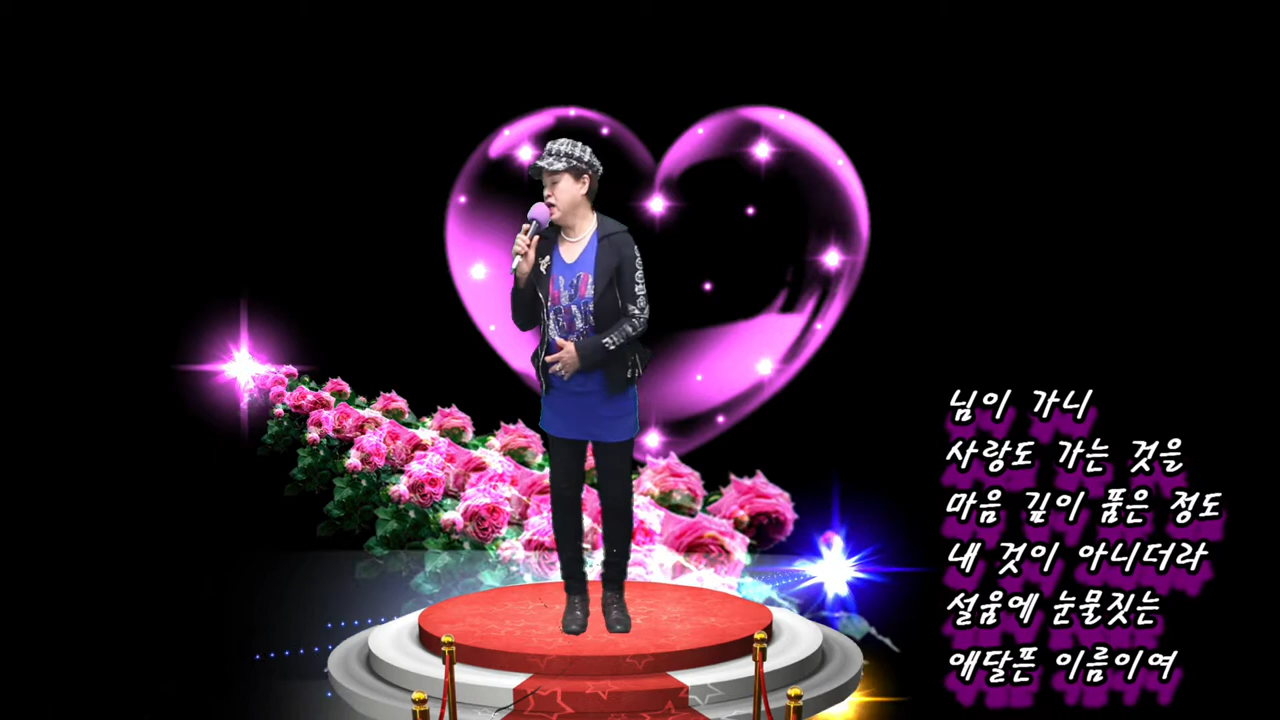 님이 가니
사랑도 가는 것을
마음 깊이 품은 정도
내 것이 아니더라
설움에 눈물짓는
애달픈 이름이여